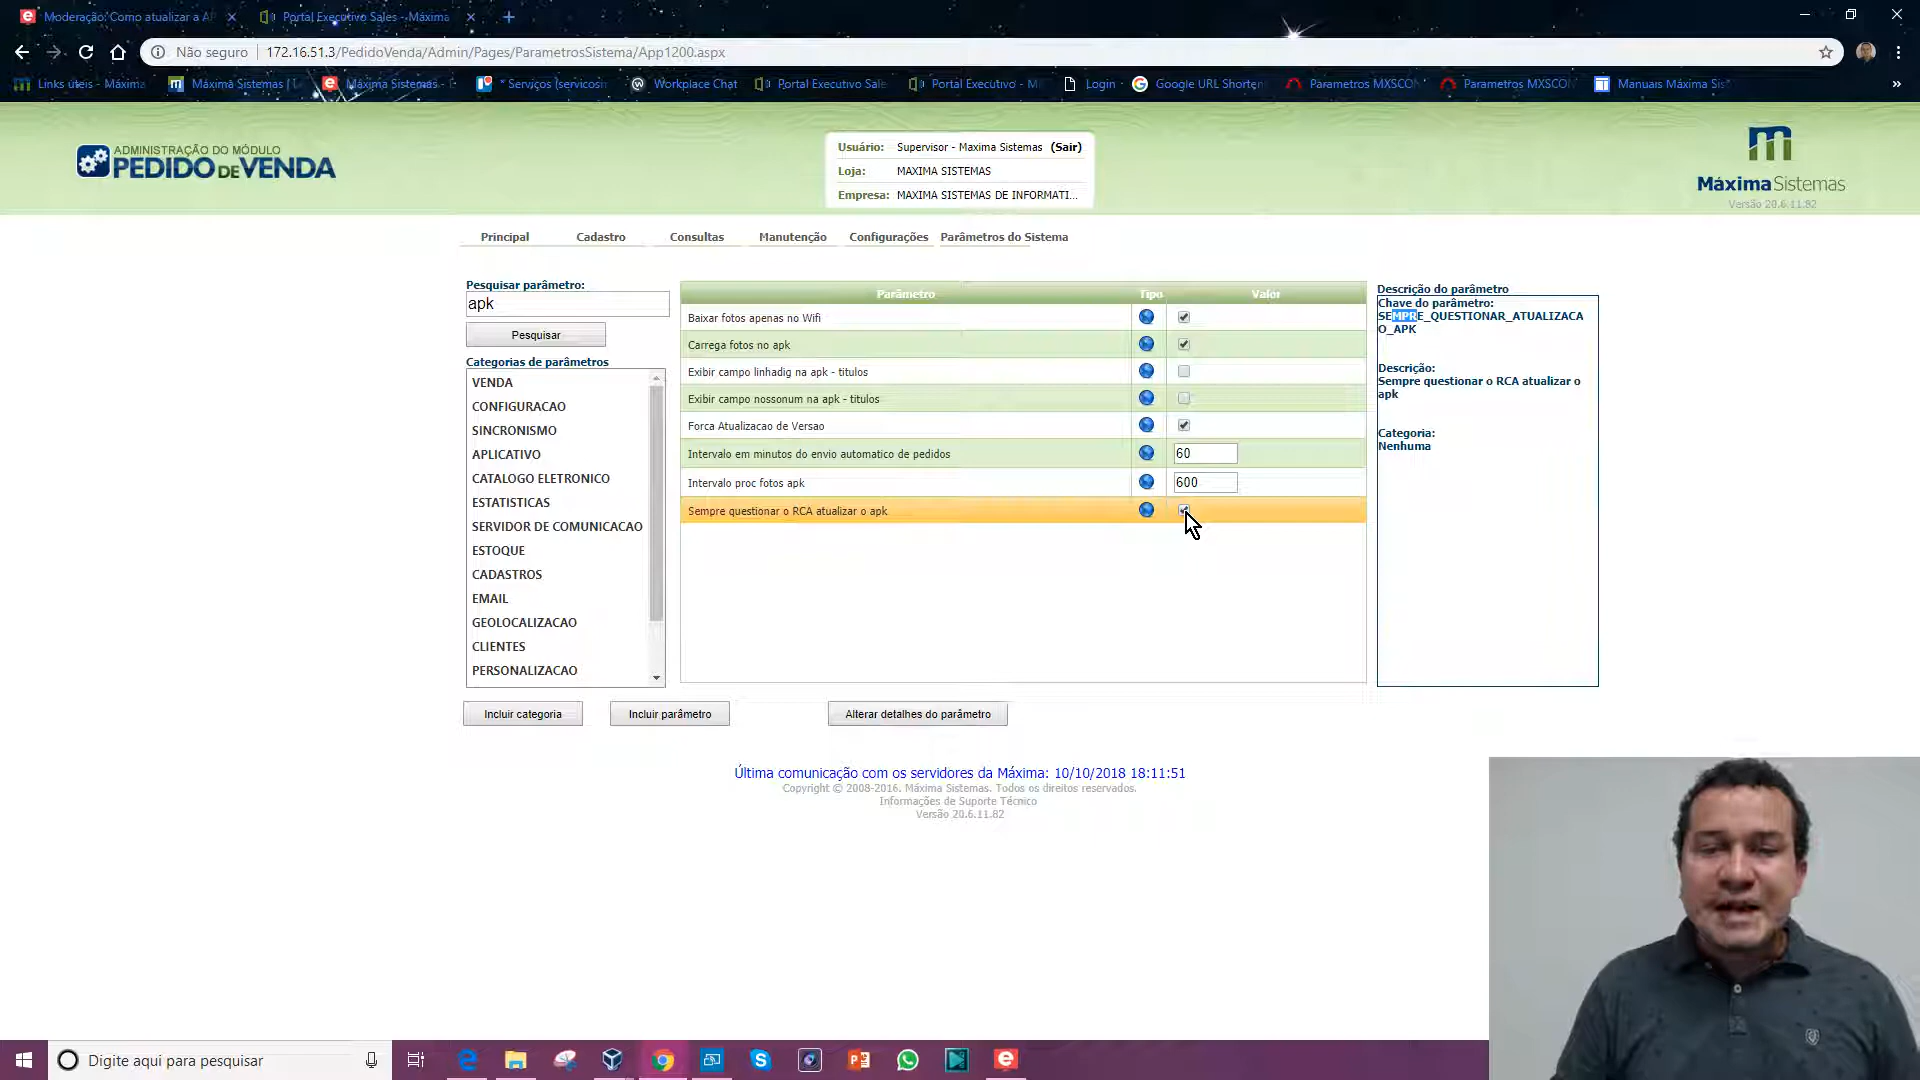 Moderação: Como atualizar a A
Portal Executivo Sales - Máxima
Não seguro
172.16.51.3/PedidoVenda/Admin/Pages/ParametrosSistema/App1200.aspx
Links úteis - Máxima
Máxima Sistemas | [
Máxima Sistemas - [
* Serviços (servicosm
Workplace Chat
Portal Executivo Sale
Portal Executivo - M
Login
Google URL Shorten
Parametros MXSCON
Parametros MXSCON
Manuais Máxima Sis
»
ADMINISTRAÇÃO DO MÓDULO
PEDIDO DE VENDA
Usuário: Supervisor - Maxima Sistemas (Sair)
Loja: MAXIMA SISTEMAS
Empresa: MAXIMA SISTEMAS DE INFORMATI...
MáximaSistemas
Versão 20.6.11.82
Principal
Cadastro
Consultas
Manutenção
Configurações
Parâmetros do Sistema
Pesquisar parâmetro:
apk
Pesquisar
Categorias de parâmetros
VENDA
CONFIGURACAO
SINCRONISMO
APLICATIVO
CATALOGO ELETRONICO
ESTATISTICAS
SERVIDOR DE COMUNICACAO
ESTOQUE
CADASTROS
EMAIL
GEOLOCALIZACAO
CLIENTES
PERSONALIZACAO
Parâmetro Tipo Valor
Baixar fotos apenas no Wifi
Carrega fotos no apk
Exibir campo linhadig na apk - titulos
Exibir campo nossonum na apk - titulos
Forca Atualizacao de Versao
Intervalo em minutos do envio automatico de pedidos 60
Intervalo proc fotos apk 600
Sempre questionar o RCA atualizar o apk
Descrição do parâmetro
Chave do parâmetro:
SEMPRE_QUESTIONAR_ATUALIZACA
O_APK
Descrição:
Sempre questionar o RCA atualizar o
apk
Categoria:
Nenhuma
Incluir categoria
Incluir parâmetro
Alterar detalhes do parâmetro
Última comunicação com os servidores da Máxima: 10/10/2018 18:11:51
Copyright © 2008-2016. Máxima Sistemas. Todos os direitos reservados.
Informações de Suporte Técnico
Versão 20.6.11.82
Digite aqui para pesquisar